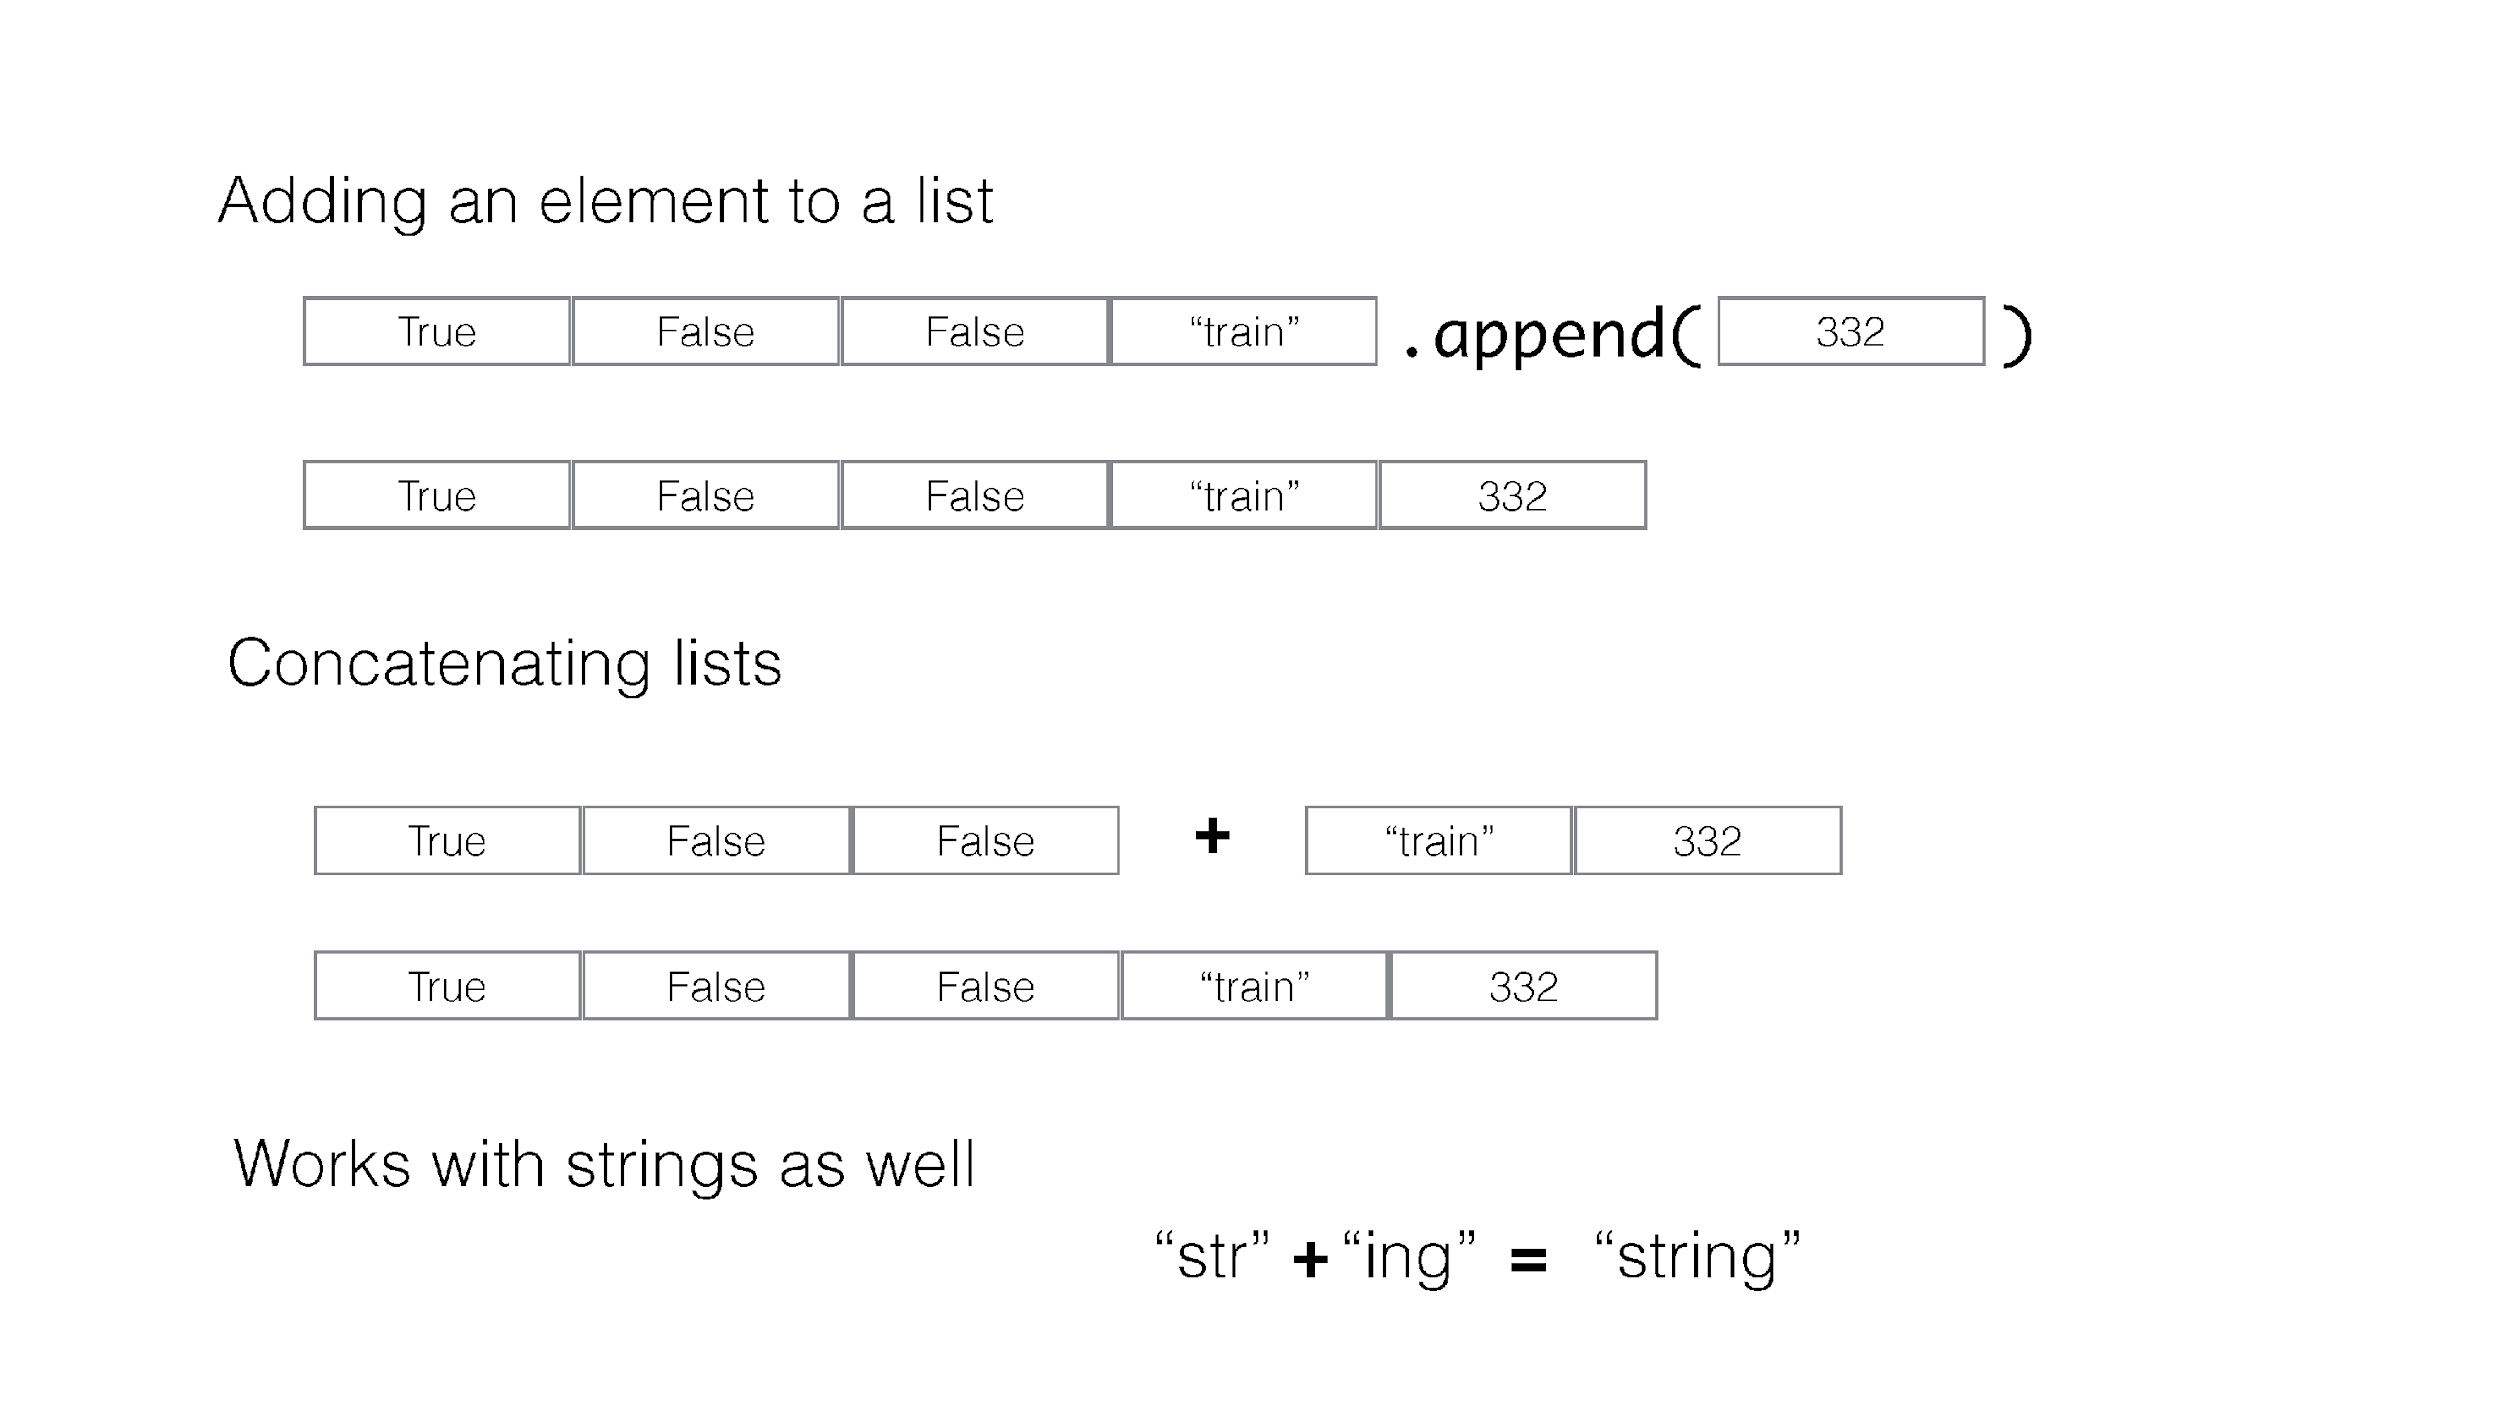 Adding an element to a list
True False False “train” .append( 332 )
True False False “train” 332
Concatenating lists
True False False + “train” 332
True False False “train” 332
Works with strings as well
“str” + “ing” = “string”